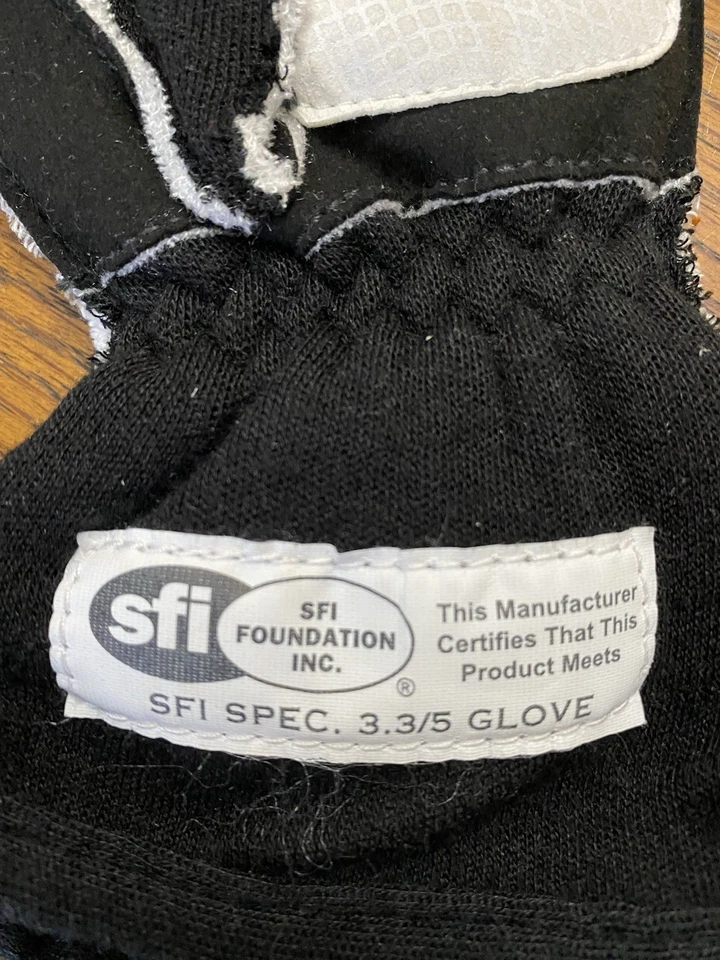 sfi
SFI
FOUNDATION
INC.
®
This Manufacturer
Certifies That This
Product Meets
SFI SPEC. 3.3/5 GLOVE